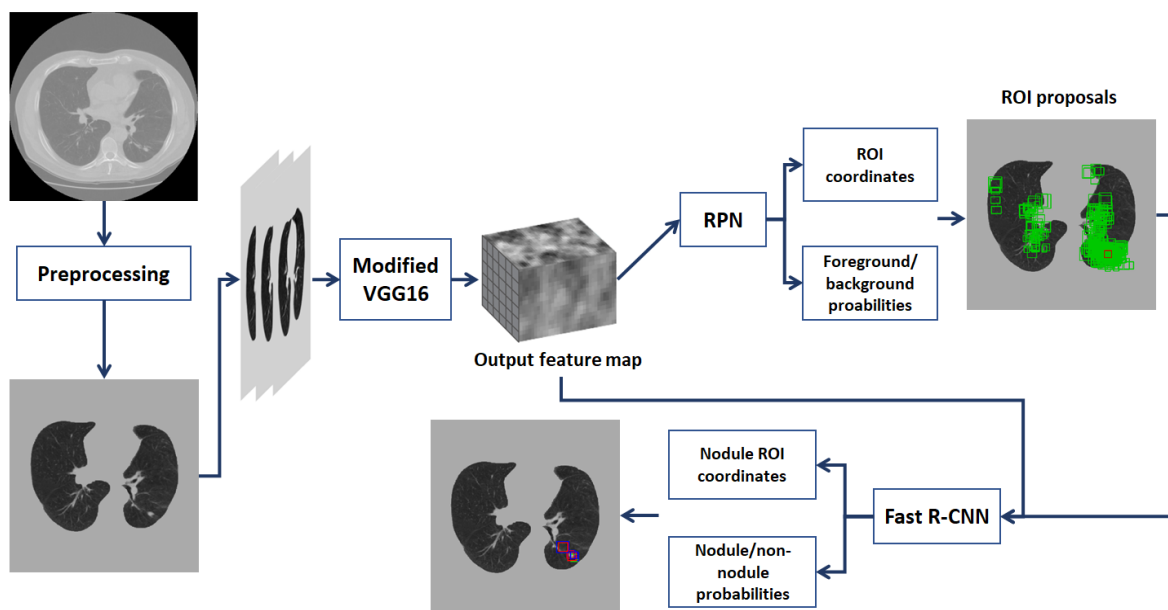 ROI proposals
ROI
coordinates
RPN
Preprocessing
Modified
VGG16
Foreground/
background
proabilities
Output feature map
Nodule ROI
coordinates
Fast R-CNN
Nodule/non-
nodule
probabilities